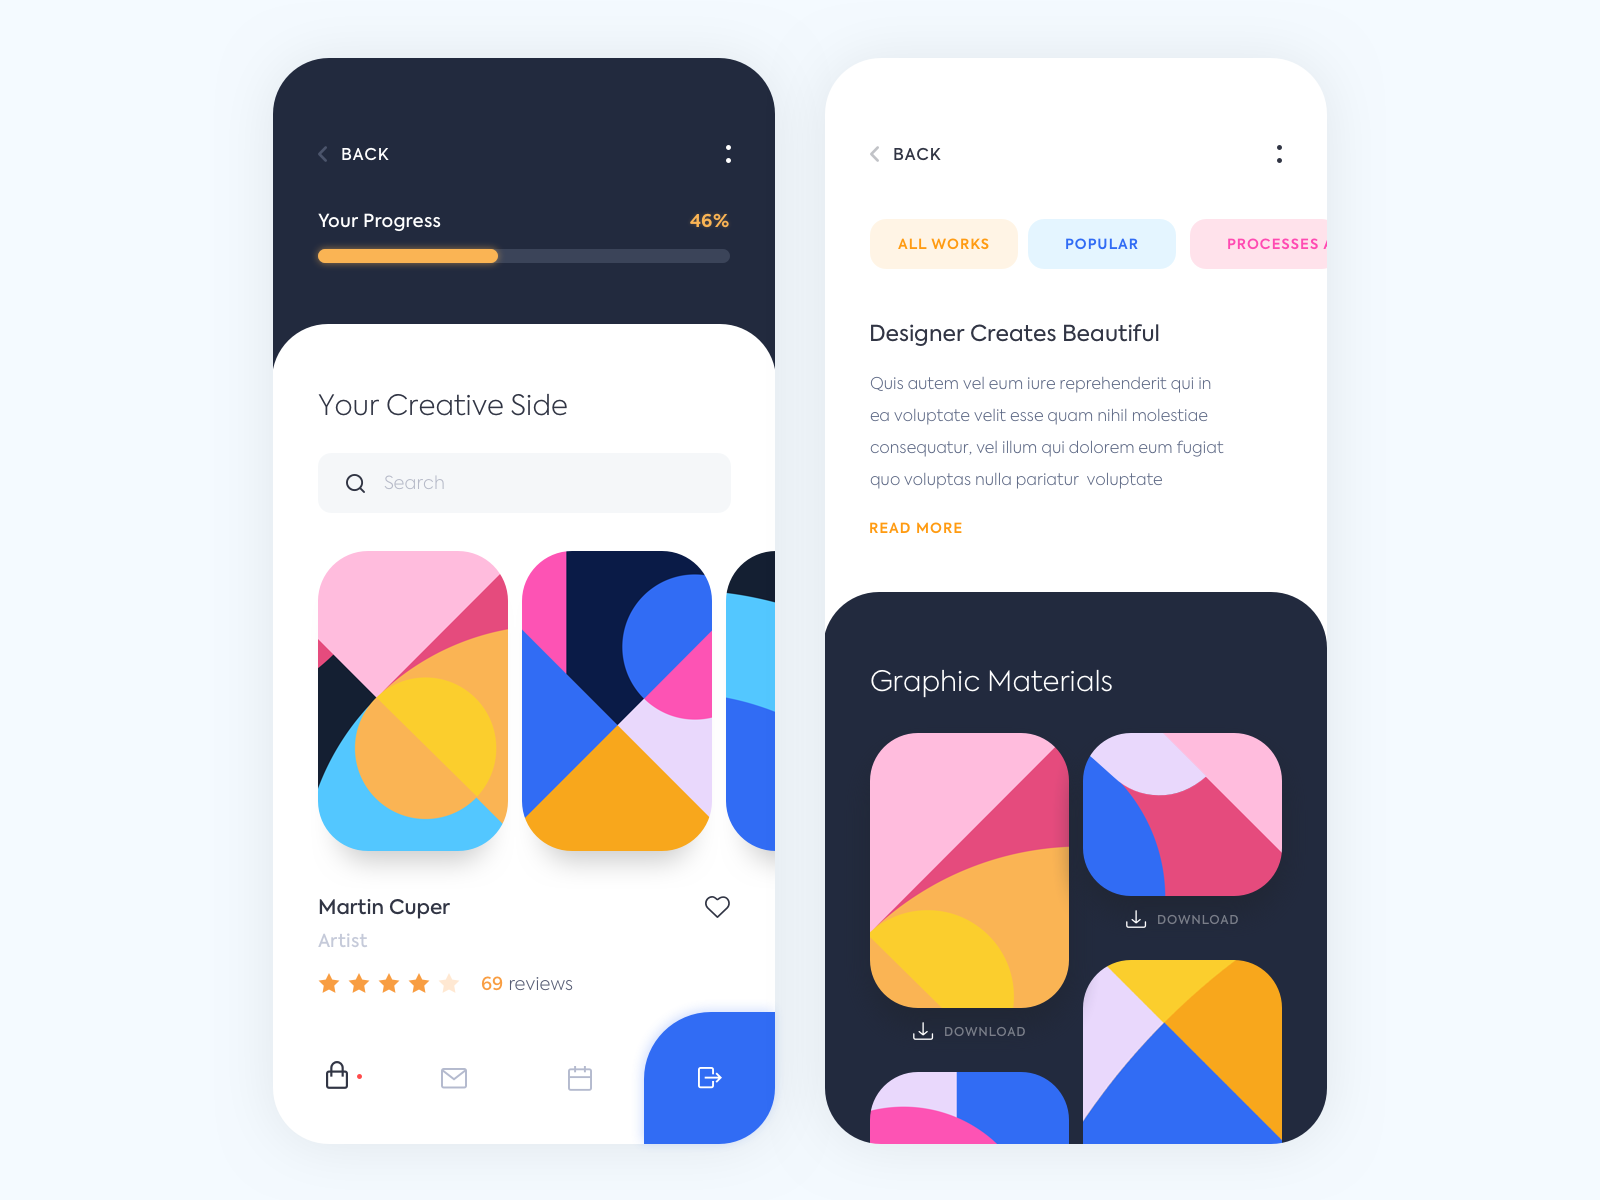 BACK
Your Progress
46%
Your Creative Side
Search
Martin Cuper
Artist
69 reviews
BACK
ALL WORKS
POPULAR
PROCESSES A
Designer Creates Beautiful
Quis autem vel eum iure reprehenderit qui in
ea voluptate velit esse quam nihil molestiae
consequatur, vel illum qui dolorem eum fugiat
quo voluptas nulla pariatur  voluptate
READ MORE
Graphic Materials
DOWNLOAD
DOWNLOAD